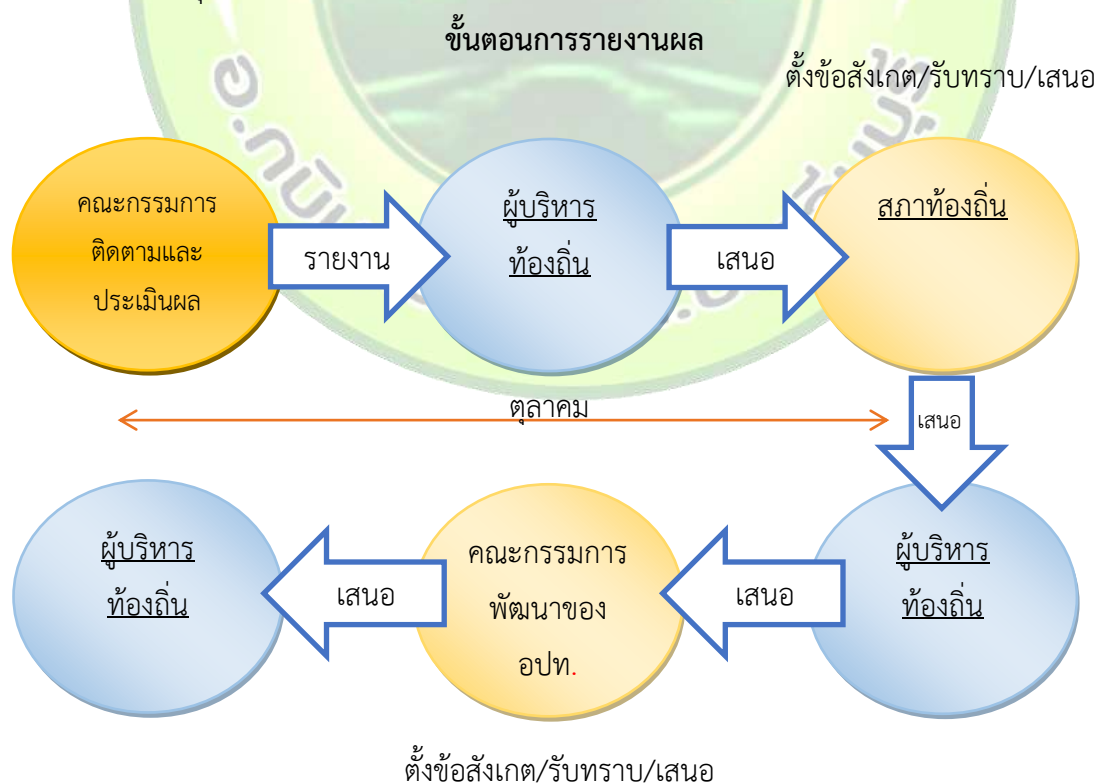 ขั้นตอนการรายงานผล
ตั้งข้อสังเกต/รับทราบ/เสนอ
คณะกรรมการ
ติดตามและ
ประเมินผล
รายงาน
ผู้บริหาร
ท้องถิ่น
เสนอ
สภาท้องถิ่น
ตุลาคม
เสนอ
ผู้บริหาร
ท้องถิ่น
เสนอ
คณะกรรมการ
พัฒนาของ
อปท.
เสนอ
ผู้บริหาร
ท้องถิ่น
ตั้งข้อสังเกต/รับทราบ/เสนอ